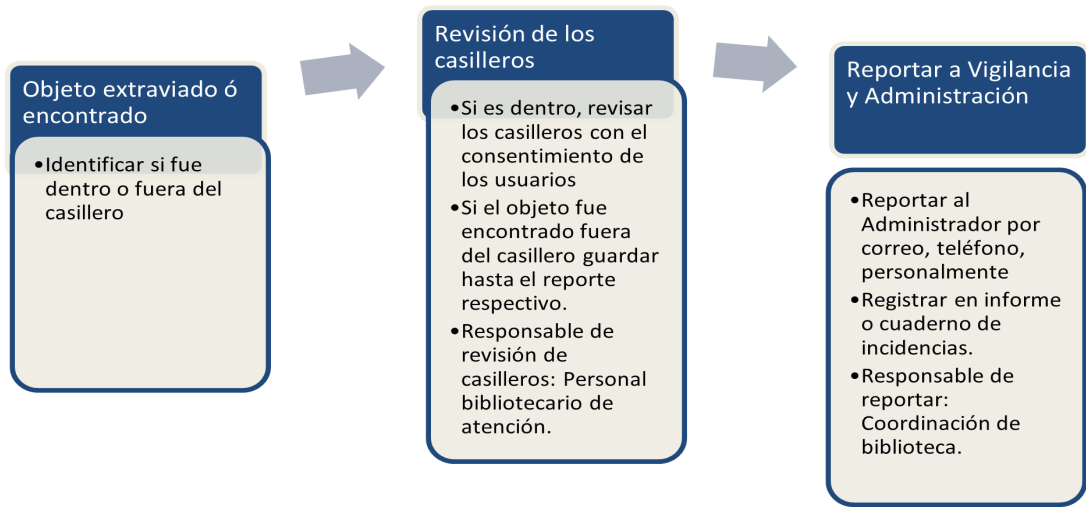 Objeto extraviado ó
encontrado
•Identificar si fue
dentro o fuera del
casillero
Revisión de los
casilleros
•Si es dentro, revisar
los casilleros con el
consentimiento de
los usuarios
•Si el objeto fue
encontrado fuera
del casillero guardar
hasta el reporte
respectivo.
•Responsable de
revisión de
casilleros: Personal
bibliotecario de
atención.
Reportar a Vigilancia
y Administración
•Reportar al
Administrador por
correo, teléfono,
personalmente
•Registrar en informe
o cuaderno de
incidencias.
•Responsable de
reportar:
Coordinación de
biblioteca.